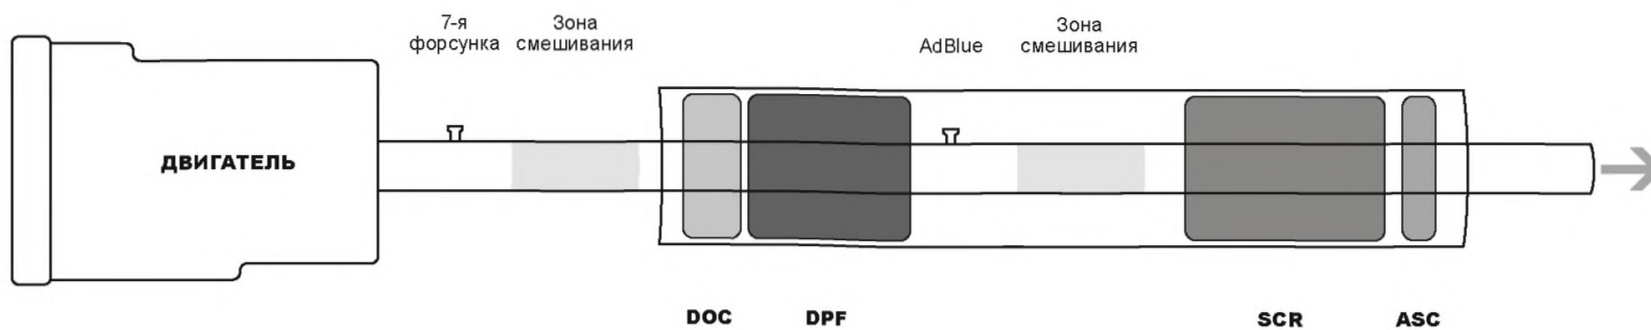 7-я
форсунка
Зона
смешивания
AdBlue
Зона
смешивания
ДВИГАТЕЛЬ
DOC
DPF
SCR
ASC